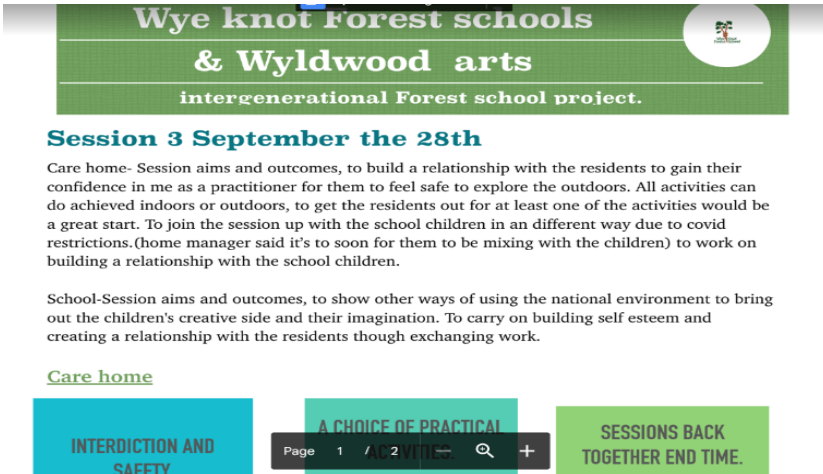 Wye knot Forest schools
& Wyldwood arts
intergenerational Forest school project.
Session 3 September the 28th
Care home- Session aims and outcomes, to build a relationship with the residents to gain their
confidence in me as a practitioner for them to feel safe to explore the outdoors. All activities can
do achieved indoors or outdoors, to get the residents out for at least one of the activities would be
a great start. To join the session up with the school children in an different way due to covid
restrictions.(home manager said it's to soon for them to be mixing with the children) to work on
building a relationship with the school children.
School-Session aims and outcomes, to show other ways of using the national environment to bring
out the children's creative side and their imagination. To carry on building self esteem and
creating a relationship with the residents though exchanging work.
Care home
INTERDICTION AND
SAFETY
A CHOICE OF PRACTICAL
ACTIVITIES.
SESSIONS BACK
TOGETHER END TIME.
Page 1 / 2